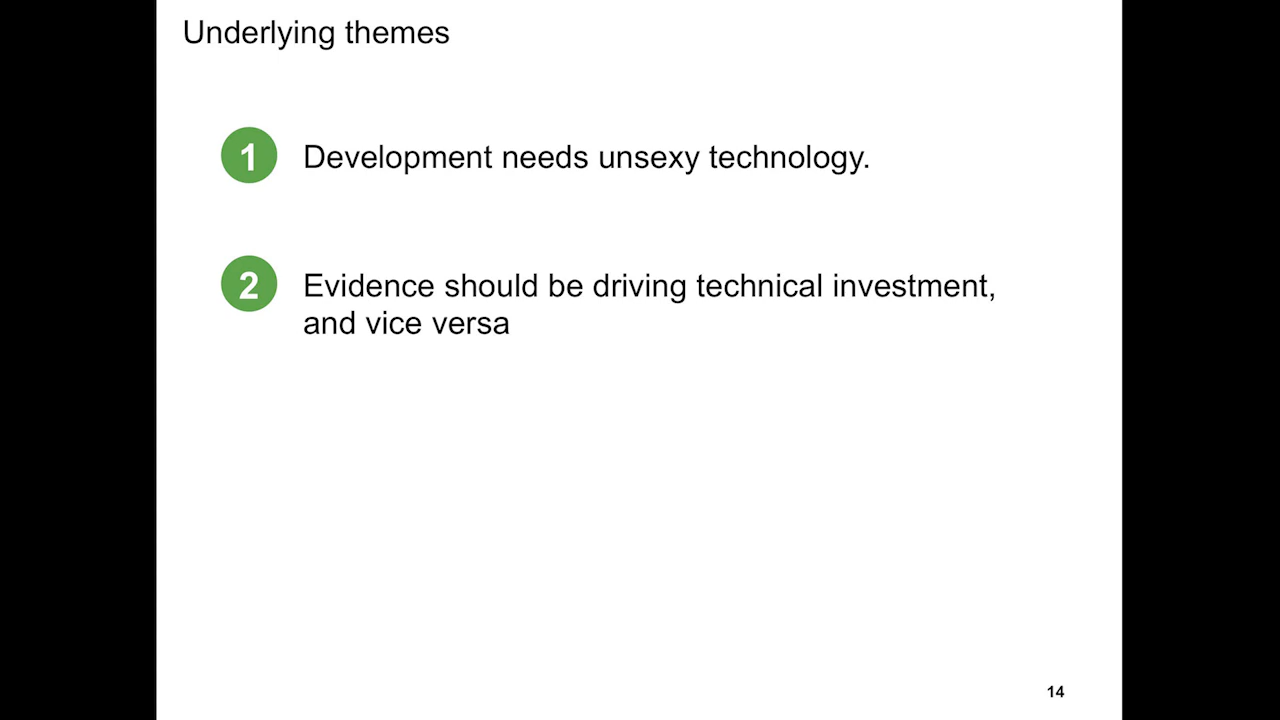 Underlying themes
1 Development needs unsexy technology.
2 Evidence should be driving technical investment,
and vice versa
14